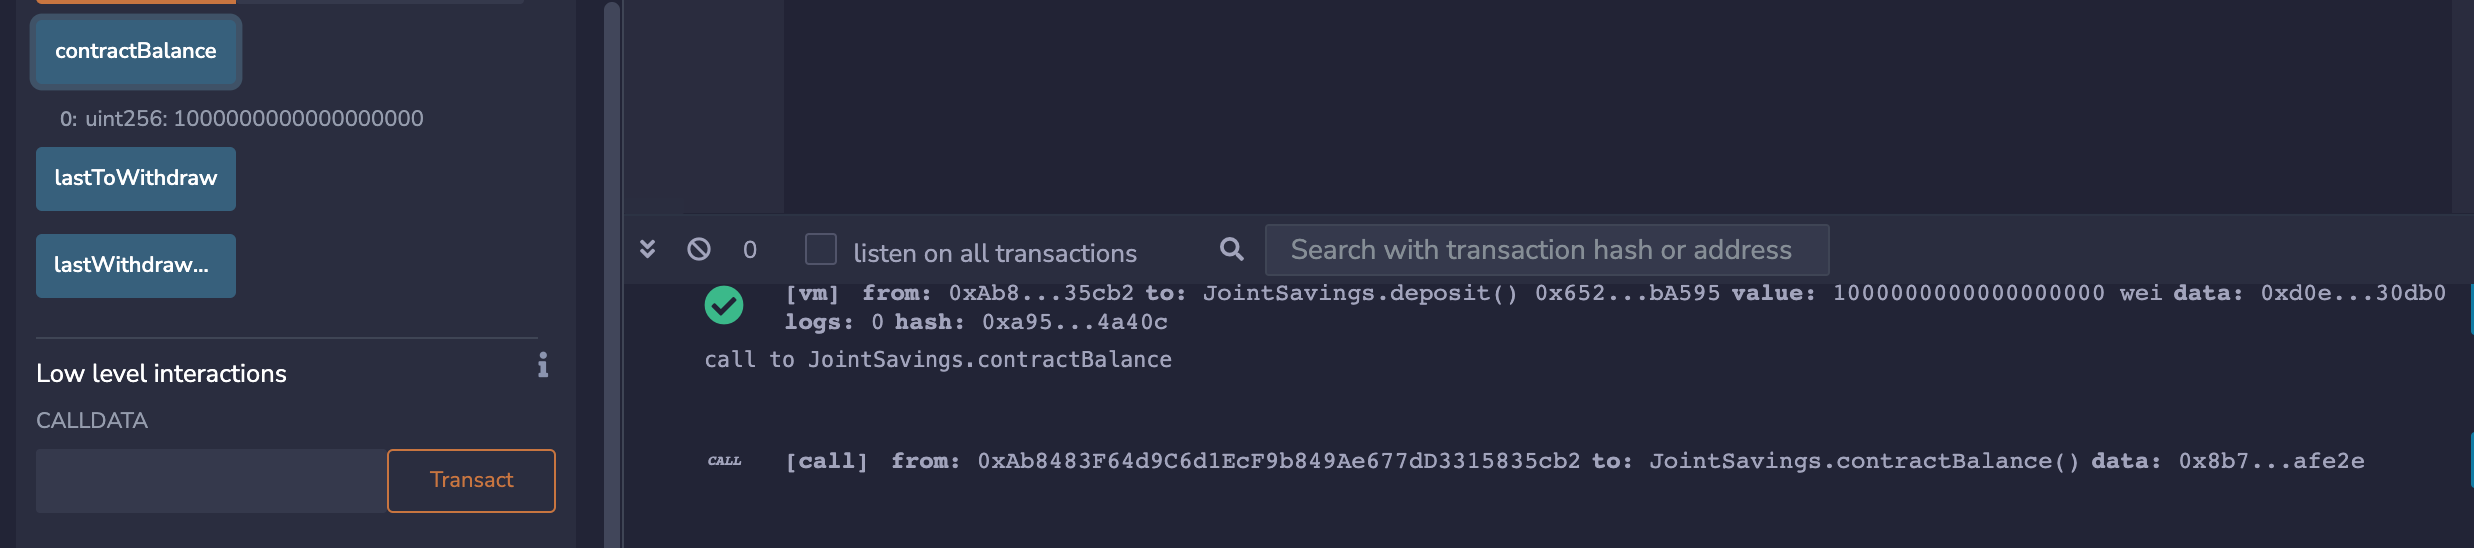 contractBalance
0: uint256: 1000000000000000000
lastToWithdraw
lastWithdraw...
Low level interactions
CALLDATA
Transact
0
listen on all transactions
Search with transaction hash or address
[vm] from: 0xAb8...35cb2 to: JointSavings.deposit() 0x652...bA595 value: 1000000000000000000 wei data: 0xd0e...30db0
logs: 0 hash: 0xa95...4a40c
call to JointSavings.contractBalance
CALL [call] from: 0xAb8483F64d9C6d1EcF9b849Ae677dD3315835cb2 to: JointSavings.contractBalance() data: 0x8b7...afe2e